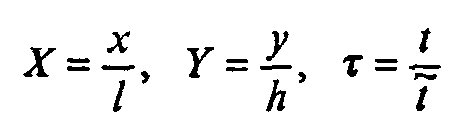 X = x/l, Y = y/h, τ = t/t̃